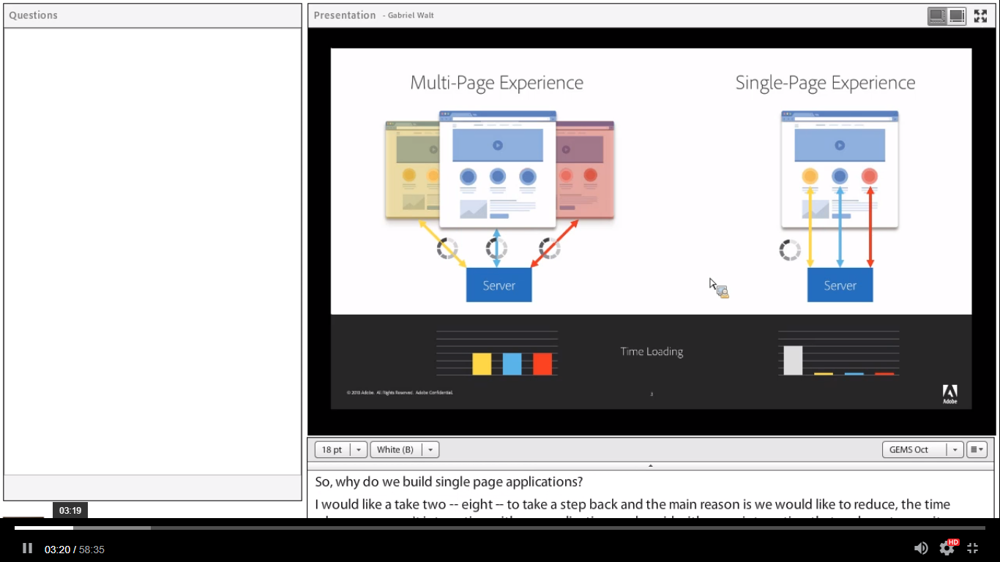 Questions
Presentation - Gabriel Walt
Multi-Page Experience
Single-Page Experience
Server
Server
Time Loading
© 2018 Adobe. All Rights Reserved. Adobe Confidential.
3
Adobe
18 pt
White (B)
GEMS Oct
So, why do we build single page applications?
I would like a take two -- eight -- to take a step back and the main reason is we would like to reduce, the time
03:19
03:20 / 58:35
HD